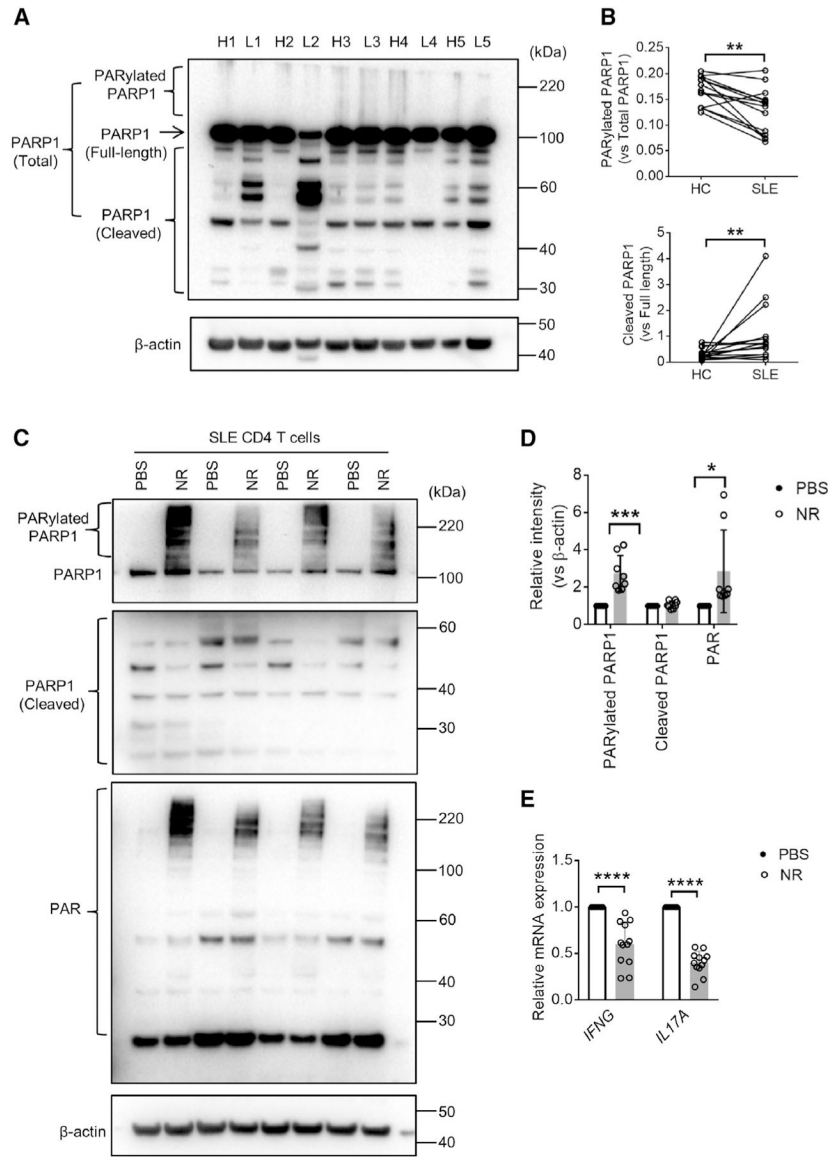 A
H1 L1 H2 L2 H3 L3 H4 L4 H5 L5
(kDa)
PARylated
PARP1
220
PARP1
(Total)
PARP1
(Full-length)
100
60
PARP1
(Cleaved)
40
30
β-actin
50
40
B
**
PARylated PARP1
(vs Total PARP1)
0.25
0.20
0.15
0.10
0.05
0.00
HC SLE
**
Cleaved PARP1
(vs Full length)
5
4
3
2
1
0
HC SLE
C
SLE CD4 T cells
PBS NR PBS NR PBS NR PBS NR
(kDa)
PARylated
PARP1
220
PARP1
100
60
PARP1
(Cleaved)
40
30
220
100
PAR
60
40
30
β-actin
50
40
D
Relative intensity
(vs β-actin)
8
6
4
2
0
***
*
PBS
NR
PARylated PARP1
Cleaved PARP1
PAR
E
Relative mRNA expression
1.5
1.0
0.5
0.0
****
****
PBS
NR
IFNG
IL17A